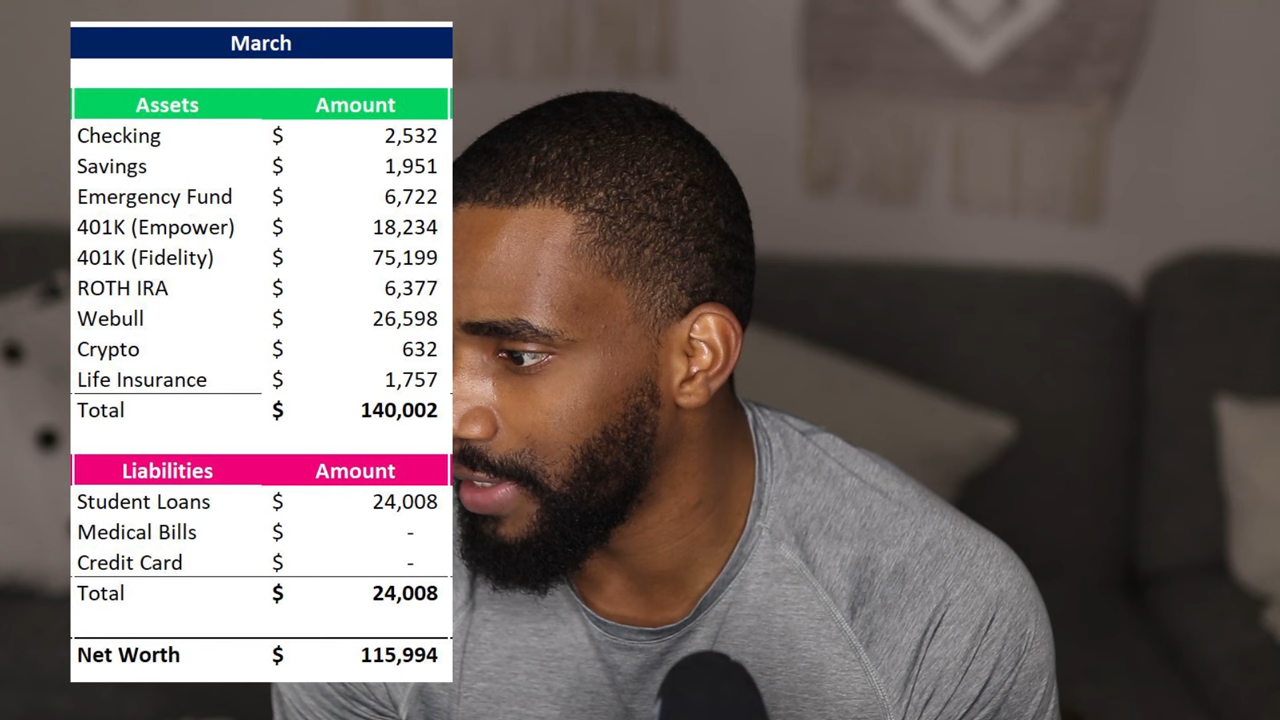 March
Assets Amount
Checking $ 2,532
Savings $ 1,951
Emergency Fund $ 6,722
401K (Empower) $ 18,234
401K (Fidelity) $ 75,199
ROTH IRA $ 6,377
Webull $ 26,598
Crypto $ 632
Life Insurance $ 1,757
Total $ 140,002
Liabilities Amount
Student Loans $ 24,008
Medical Bills $ -
Credit Card $ -
Total $ 24,008
Net Worth $ 115,994